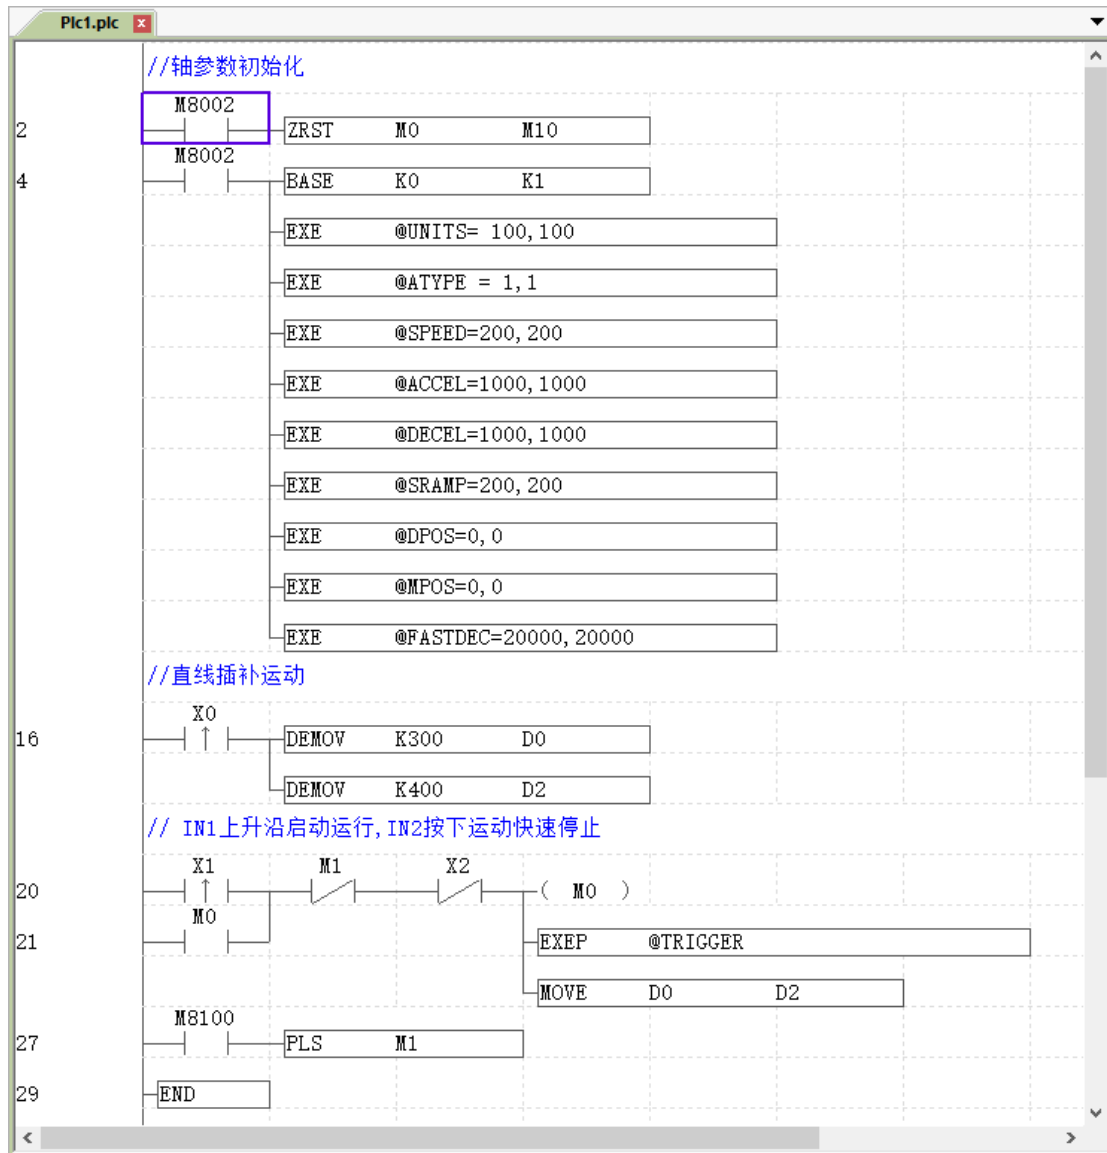 Plc1.plc
//轴参数初始化
M8002
2 ZRST M0 M10
M8002
4 BASE K0 K1
EXE @UNITS= 100,100
EXE @ATYPE = 1,1
EXE @SPEED=200,200
EXE @ACCEL=1000,1000
EXE @DECEL=1000,1000
EXE @SRAMP=200,200
EXE @DPOS=0,0
EXE @MPOS=0,0
EXE @FASTDEC=20000,20000
//直线插补运动
X0
16 DEMOV K300 D0
DEMOV K400 D2
// IN1上升沿启动运行,IN2按下运动快速停止
X1 M1 X2
20 ( M0 )
M0
21 EXEP @TRIGGER
MOVE D0 D2
M8100
27 PLS M1
29 END